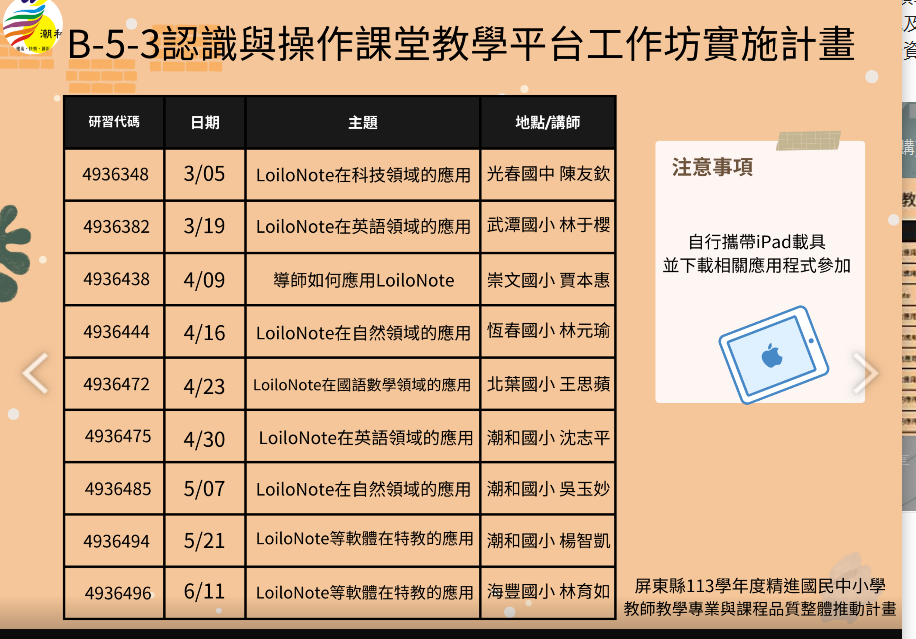 潮和
B-5-3認識與操作課堂教學平台工作坊實施計畫
研習代碼 日期 主題 地點/講師
4936348 3/05 LoiloNote在科技領域的應用 光春國中 陳友欽
4936382 3/19 LoiloNote在英語領域的應用 武潭國小 林于櫻
4936438 4/09 導師如何應用LoiloNote 崇文國小 賈本惠
4936444 4/16 LoiloNote在自然領域的應用 恆春國小 林元瑜
4936472 4/23 LoiloNote在國語數學領域的應用 北葉國小 王思蘋
4936475 4/30 LoiloNote在英語領域的應用 潮和國小 沈志平
4936485 5/07 LoiloNote在自然領域的應用 潮和國小 吳玉妙
4936494 5/21 LoiloNote等軟體在特教的應用 潮和國小 楊智凱
4936496 6/11 LoiloNote等軟體在特教的應用 海豐國小 林育如
注意事項
自行攜帶iPad載具
並下載相關應用程式參加
屏東縣113學年度精進國民中小學
教師教學專業與課程品質整體推動計畫
及
資
講
教